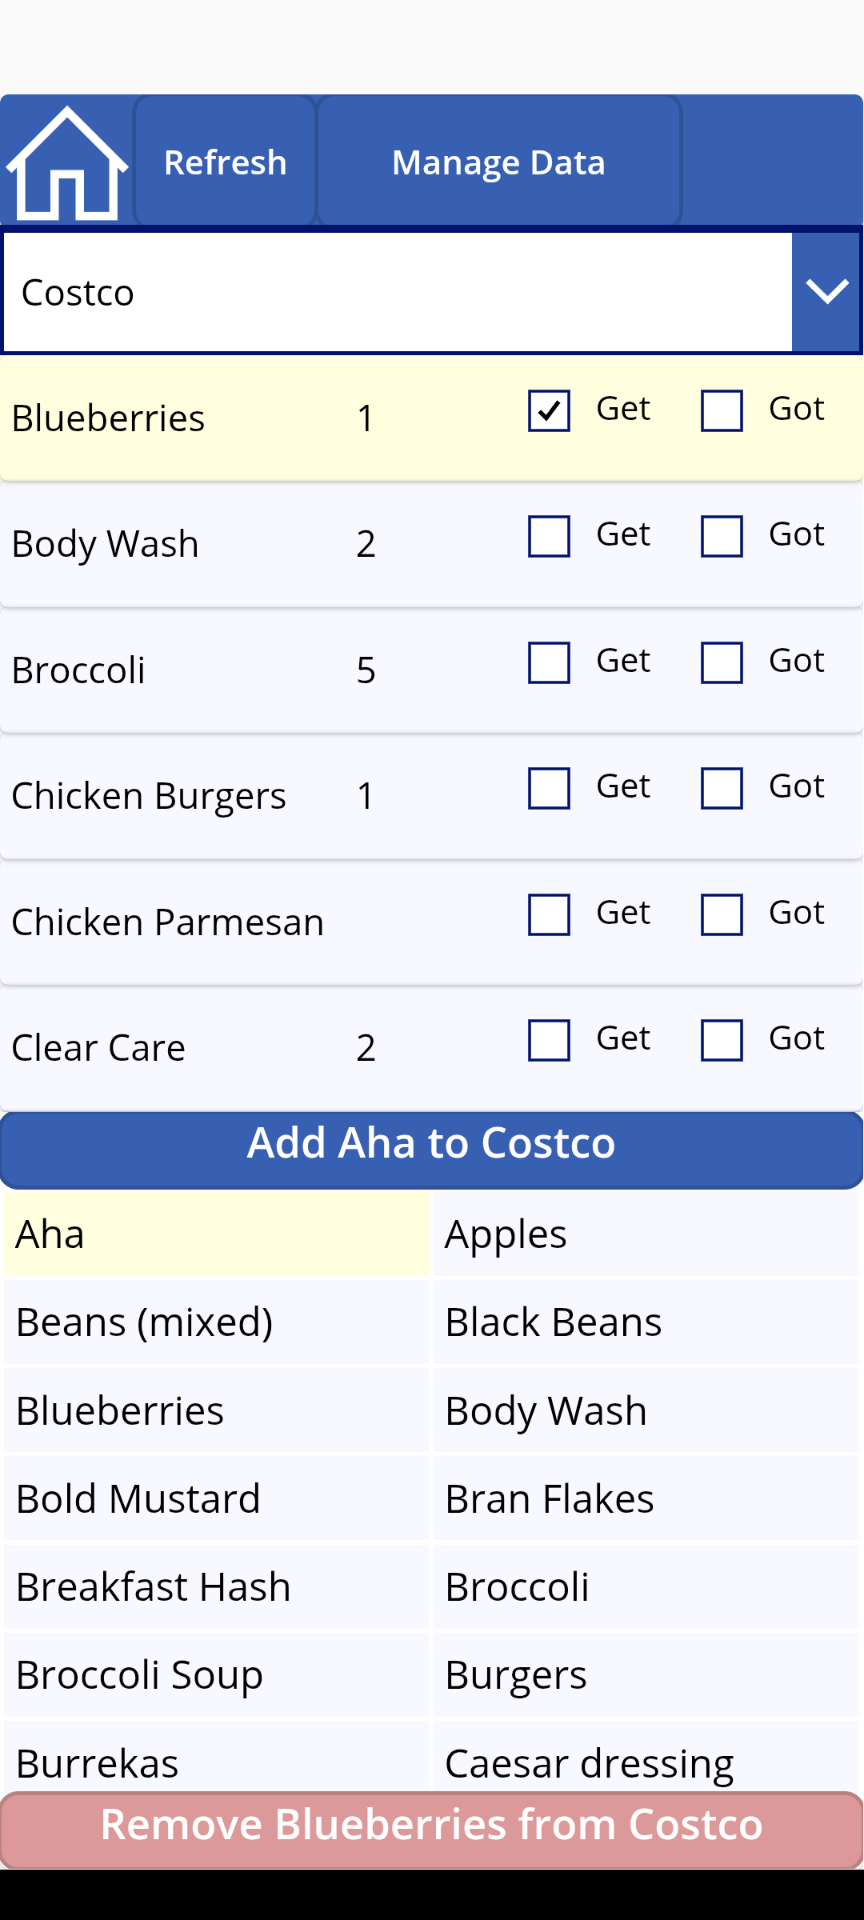 Refresh Manage Data
Costco
Blueberries 1 Get Got
Body Wash 2 Get Got
Broccoli 5 Get Got
Chicken Burgers 1 Get Got
Chicken Parmesan Get Got
Clear Care 2 Get Got
Add Aha to Costco
Aha Apples
Beans (mixed) Black Beans
Blueberries Body Wash
Bold Mustard Bran Flakes
Breakfast Hash Broccoli
Broccoli Soup Burgers
Burrekas Caesar dressing
Remove Blueberries from Costco